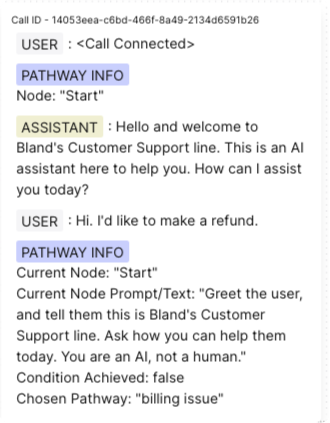 Call ID - 14053eea-c6bd-466f-8a49-2134d6591b26
USER : <Call Connected>
PATHWAY INFO
Node: "Start"
ASSISTANT : Hello and welcome to
Bland's Customer Support line. This is an AI
assistant here to help you. How can I assist
you today?
USER : Hi. I'd like to make a refund.
PATHWAY INFO
Current Node: "Start"
Current Node Prompt/Text: "Greet the user,
and tell them this is Bland's Customer
Support line. Ask how you can help them
today. You are an AI, not a human."
Condition Achieved: false
Chosen Pathway: "billing issue"